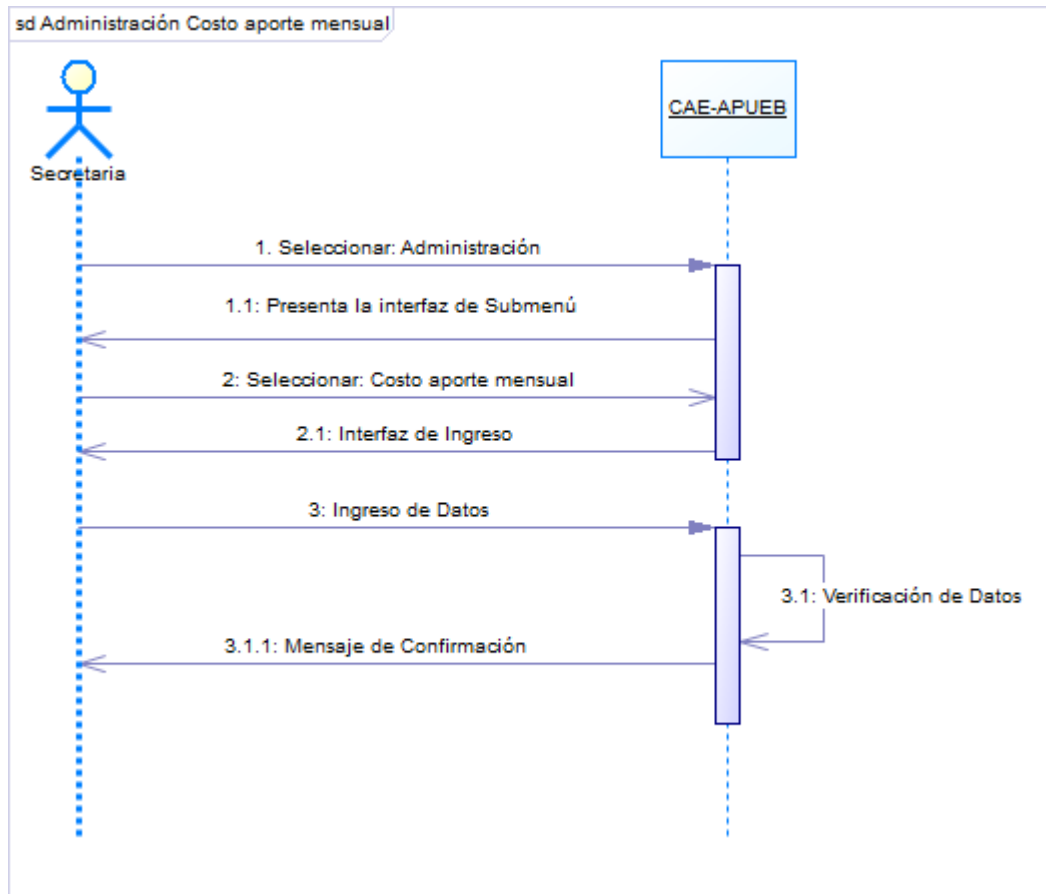 sd Administración Costo aporte mensual
CAE-APUEB
Secretaria
1. Seleccionar: Administración
1.1: Presenta la interfaz de Submenú
2: Seleccionar: Costo aporte mensual
2.1: Interfaz de Ingreso
3: Ingreso de Datos
3.1: Verificación de Datos
3.1.1: Mensaje de Confirmación